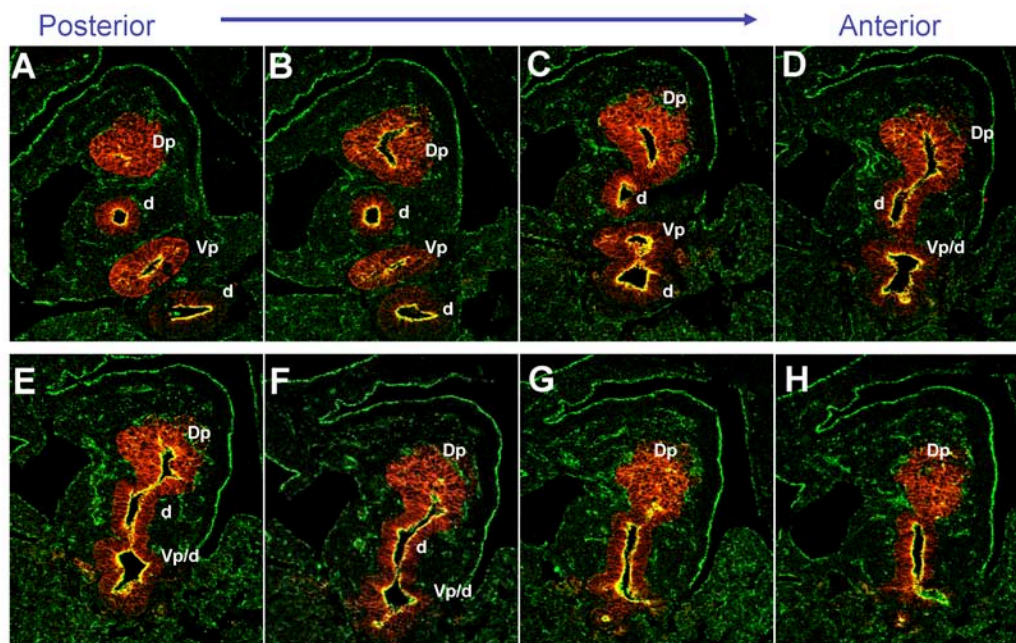 Posterior Anterior
A B C D
Dp Dp Dp Dp
d d d d
Vp Vp Vp Vp/d
d d d
E F G H
Dp Dp Dp Dp
d d
Vp/d Vp/d